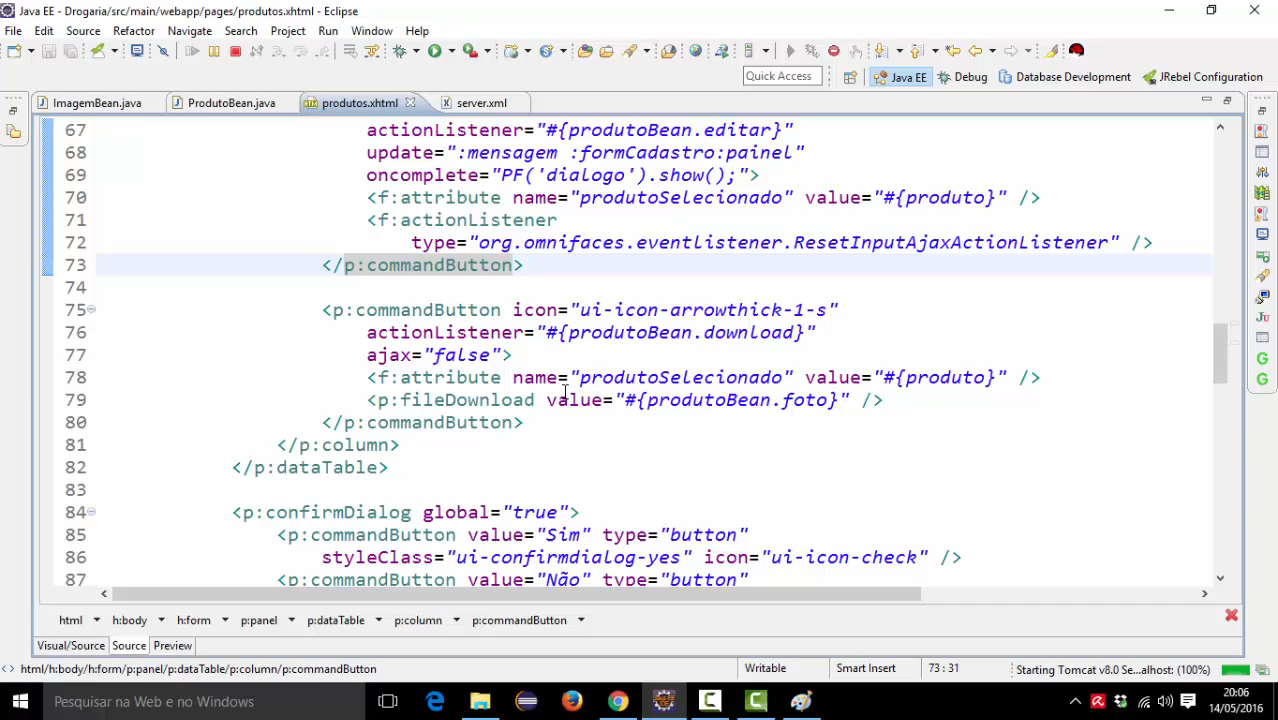 Java EE - Drogaria/src/main/webapp/pages/produtos.xhtml - Eclipse
File Edit Source Refactor Navigate Search Project Run Window Help
Quick Access Java EE Debug Database Development JRebel Configuration
ImagemBean.java ProdutoBean.java produtos.xhtml server.xml
67 actionListener="#{produtoBean.editar}"
68 update=":mensagem :formCadastro:painel"
69 oncomplete="PF('dialogo').show();">
70 <f:attribute name="produtoSelecionado" value="#{produto}" />
71 <f:actionListener
72 type="org.omnifaces.eventlistener.ResetInputAjaxActionListener" />
73 </p:commandButton>
74
75 <p:commandButton icon="ui-icon-arrowthick-1-s"
76 actionListener="#{produtoBean.download}"
77 ajax="false">
78 <f:attribute name="produtoSelecionado" value="#{produto}" />
79 <p:fileDownload value="#{produtoBean.foto}" />
80 </p:commandButton>
81 </p:column>
82 </p:dataTable>
83
84 <p:confirmDialog global="true">
85 <p:commandButton value="Sim" type="button"
86 styleClass="ui-confirmdialog-yes" icon="ui-icon-check" />
87 <p:commandButton value="Não" type="button"
html h:body h:form p:panel p:dataTable p:column p:commandButton
Visual/Source Source Preview
html/h:body/h:form/p:panel/p:dataTable/p:column/p:commandButton Writable Smart Insert 73 : 31 Starting Tomcat v8.0 Se...alhost: (100%)
Pesquisar na Web e no Windows 20:06
14/05/2016